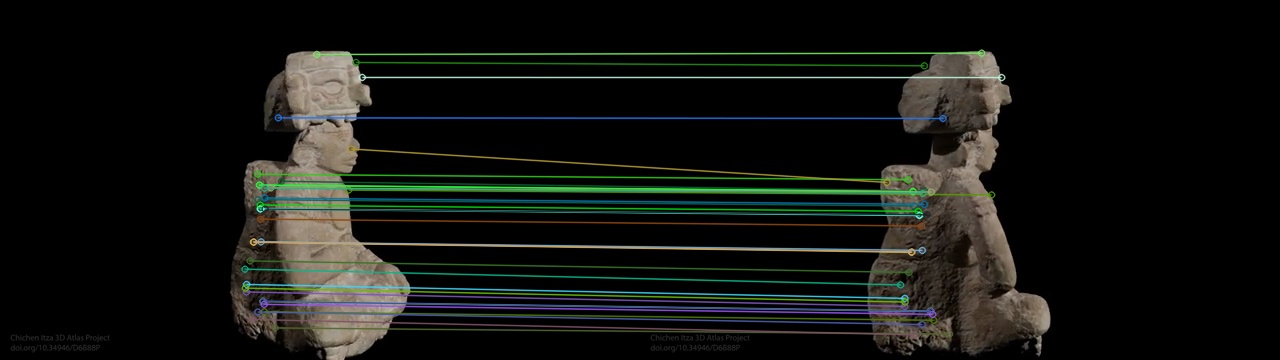 Chichen Itza 3D Atlas Project
doi.org/10.34946/D6B88P
Chichen Itza 3D Atlas Project
doi.org/10.34946/D6B88P